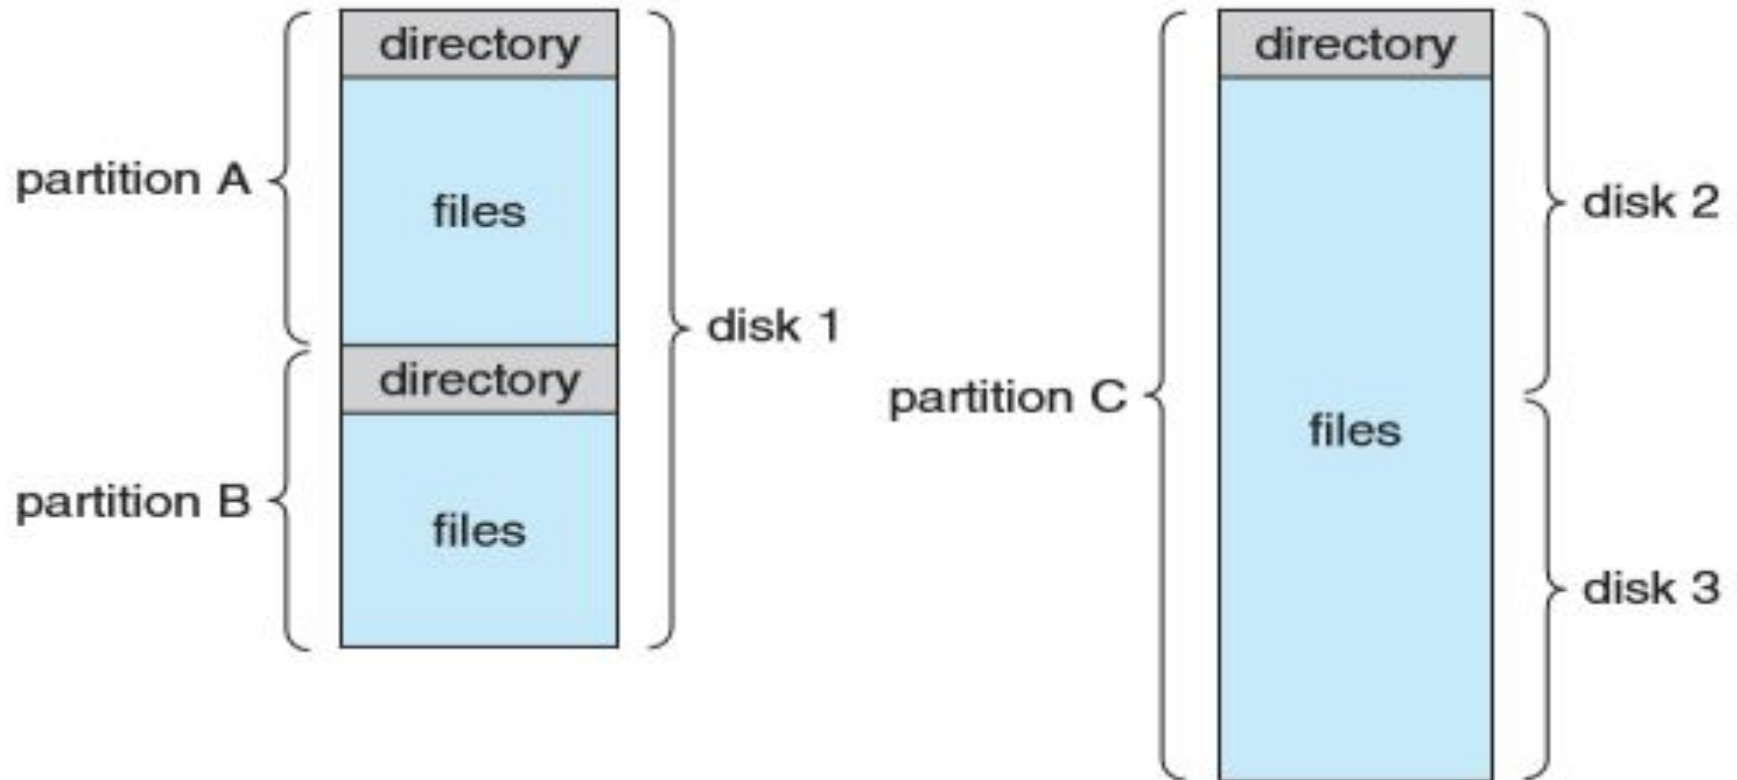 directory
partition A
files
disk 1
directory
partition B
files
directory
disk 2
partition C
files
disk 3